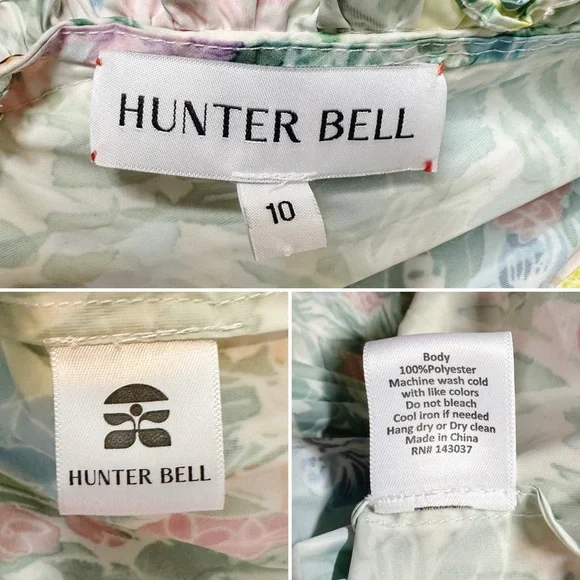 HUNTER BELL
10
HUNTER BELL
Body
100%Polyester
Machine wash cold
with like colors
Do not bleach
Cool iron if needed
Hang dry or Dry clean
Made in China
RN# 143037